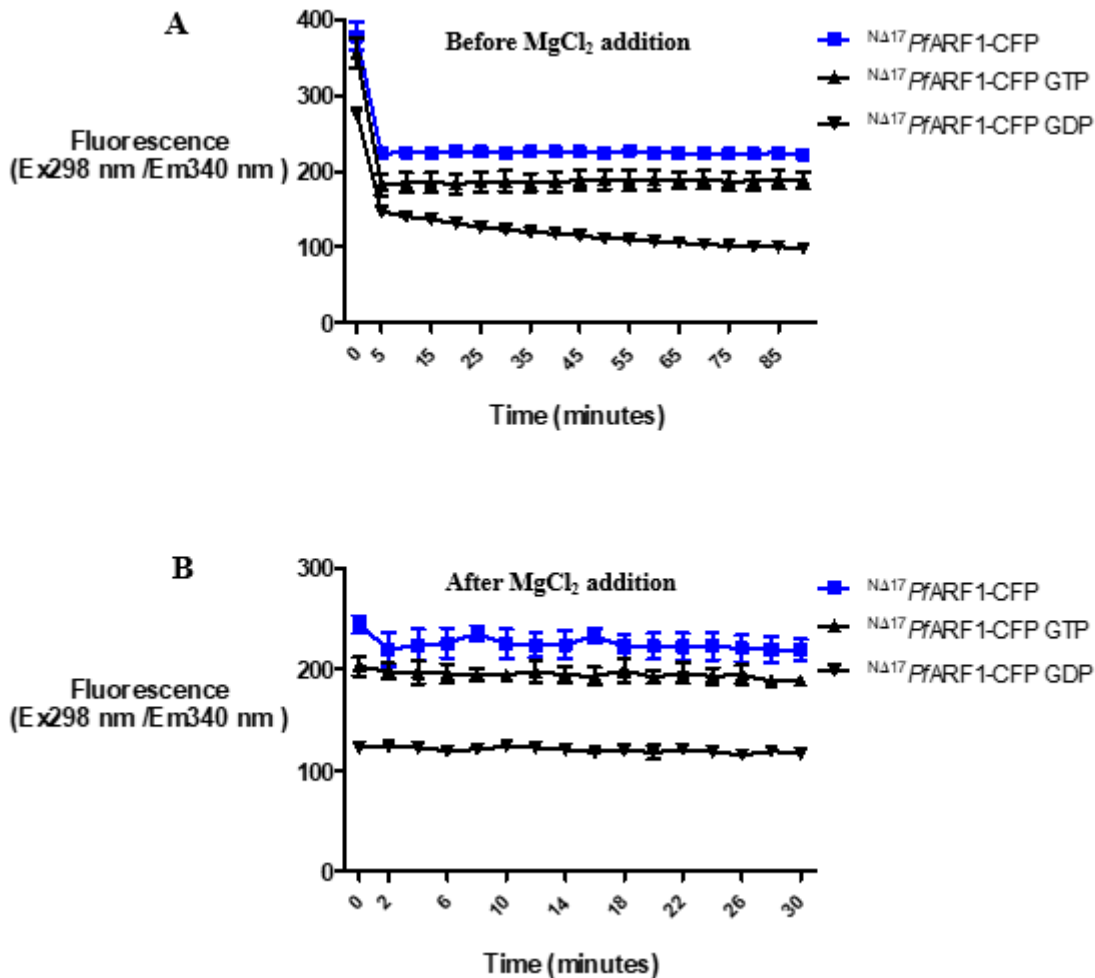 A
Before MgCl₂ addition
400
300
200
100
0
Fluorescence
(Ex298 nm /Em340 nm )
0 5 15 25 35 45 55 65 75 85
Time (minutes)
NΔ17 PfARF1-CFP
NΔ17 PfARF1-CFP GTP
NΔ17 PfARF1-CFP GDP
B
After MgCl₂ addition
300
200
100
0
Fluorescence
(Ex298 nm /Em340 nm )
0 2 6 10 14 18 22 26 30
Time (minutes)
NΔ17 PfARF1-CFP
NΔ17 PfARF1-CFP GTP
NΔ17 PfARF1-CFP GDP